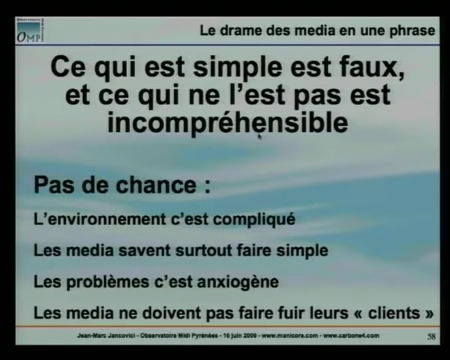 OMP
Le drame des media en une phrase
Ce qui est simple est faux,
et ce qui ne l'est pas est
incompréhensible
Pas de chance :
L'environnement c'est compliqué
Les media savent surtout faire simple
Les problèmes c'est anxiogène
Les media ne doivent pas faire fuir leurs « clients »
Jean-Marc Jancovici - Observatoire Midi Pyrénées - 16 juin 2009 - www.manicore.com - www.carbone4.com
58